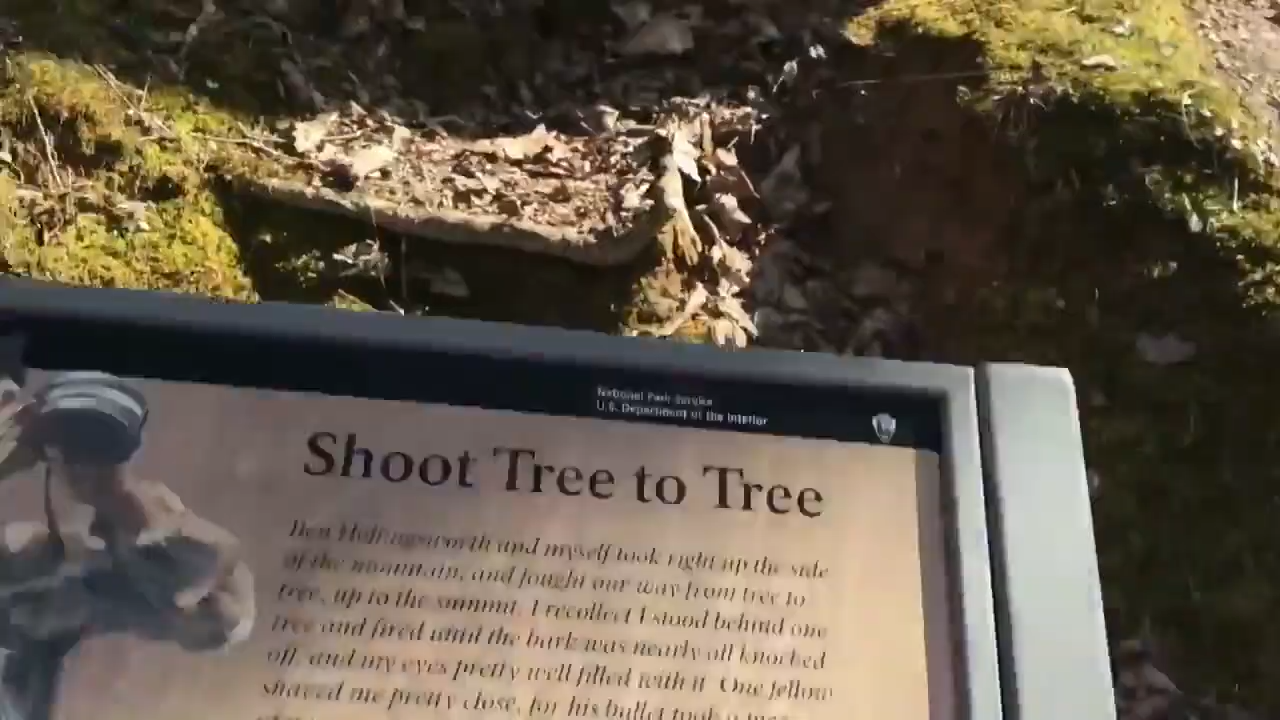 National Park Service
U.S. Department of the Interior
Shoot Tree to Tree
Ben Hollingsworth and myself took right up the side
of the mountain, and fought our way from tree to
tree, up to the summit. I recollect I stood behind one
tree and fired until the bark was nearly all knocked
off, and my eyes pretty well filled with it. One fellow
shaved me pretty close, for his bullet took a